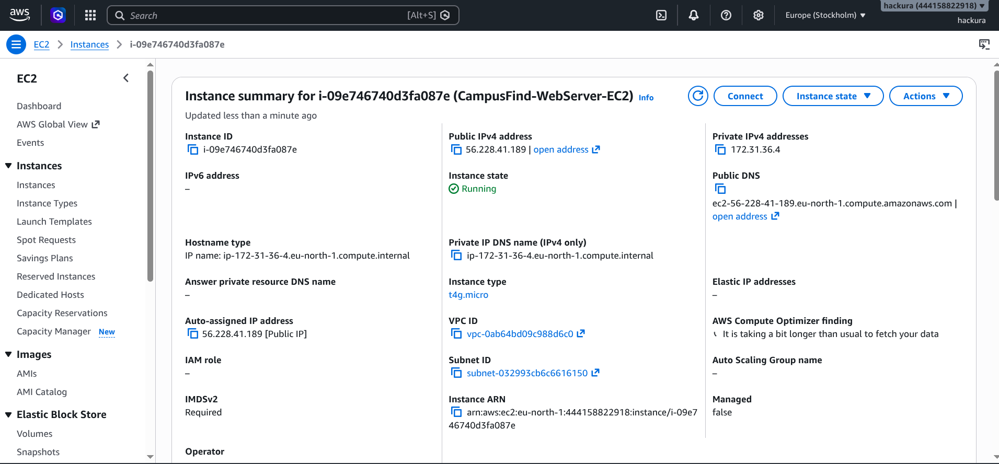 aws
Search [Alt+S]
Europe (Stockholm)
hackura (444158822918)
hackura
EC2 Instances i-09e746740d3fa087e
EC2
Dashboard
AWS Global View
Events
Instances
Instances
Instance Types
Launch Templates
Spot Requests
Savings Plans
Reserved Instances
Dedicated Hosts
Capacity Reservations
Capacity Manager New
Images
AMIs
AMI Catalog
Elastic Block Store
Volumes
Snapshots
Instance summary for i-09e746740d3fa087e (CampusFind-WebServer-EC2) Info
Connect
Instance state
Actions
Updated less than a minute ago
Instance ID
i-09e746740d3fa087e
Public IPv4 address
56.228.41.189 | open address
Private IPv4 addresses
172.31.36.4
IPv6 address
–
Instance state
Running
Public DNS
ec2-56-228-41-189.eu-north-1.compute.amazonaws.com |
open address
Hostname type
IP name: ip-172-31-36-4.eu-north-1.compute.internal
Private IP DNS name (IPv4 only)
ip-172-31-36-4.eu-north-1.compute.internal
Answer private resource DNS name
–
Instance type
t4g.micro
Elastic IP addresses
–
Auto-assigned IP address
56.228.41.189 [Public IP]
VPC ID
vpc-0ab64bd09c988d6c0
AWS Compute Optimizer finding
It is taking a bit longer than usual to fetch your data
IAM role
–
Subnet ID
subnet-032993cb6c6616150
Auto Scaling Group name
–
IMDSv2
Required
Instance ARN
arn:aws:ec2:eu-north-1:444158822918:instance/i-09e7
46740d3fa087e
Managed
false
Operator